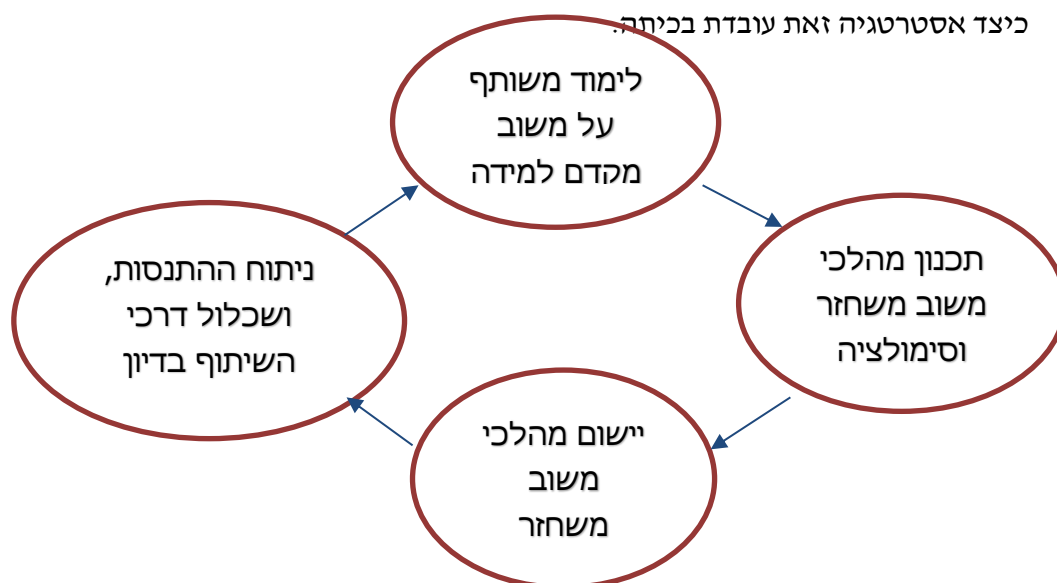 כיצד אסטרטגיה זאת עובדת בכיתה.
לימוד משותף
על משוב
מקדם למידה
תכנון מהלכי
משוב משחזר
וסימולציה
יישום מהלכי
משוב
משחזר
ניתוח ההתנסות,
ושכלול דרכי
השיתוף בדיון